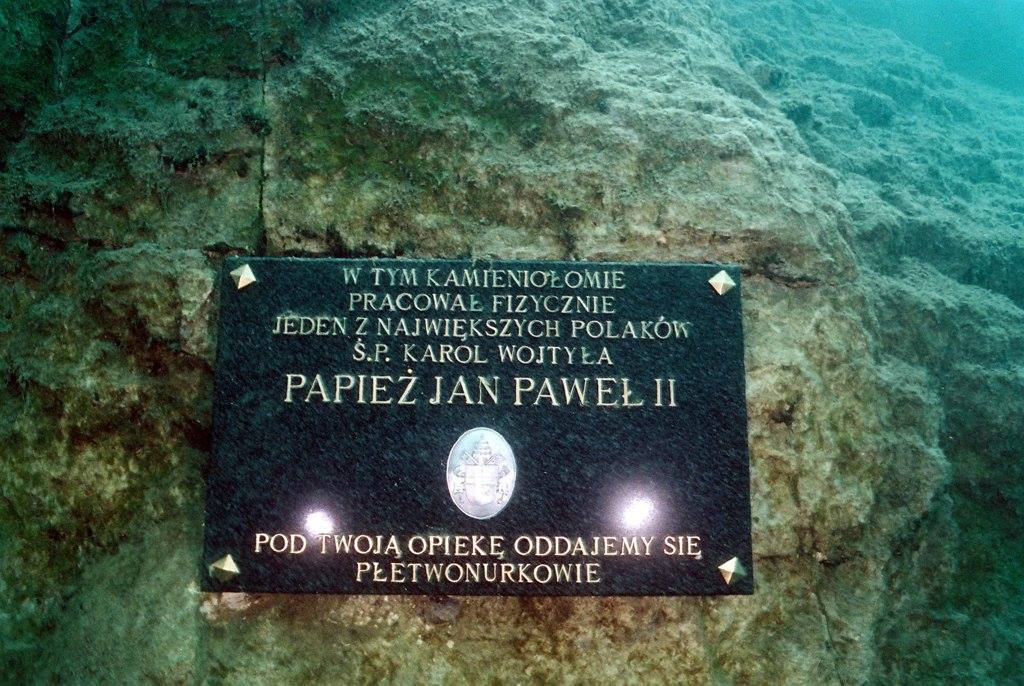 W TYM KAMIENIOŁOMIE
PRACOWAŁ FIZYCZNIE
JEDEN Z NAJWIĘKSZYCH POLAKÓW
Ś.P. KAROL WOJTYŁA
PAPIEŻ JAN PAWEŁ II
POD TWOJĄ OPIEKĘ ODDAJEMY SIĘ
PŁETWONURKOWIE